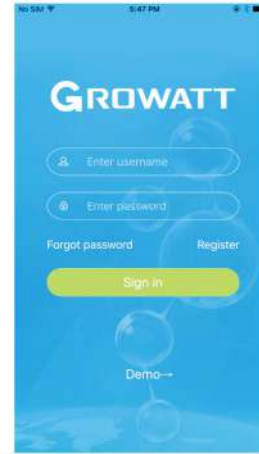 No SIM 5:47 PM
GROWATT
Enter username
Enter password
Forgot password Register
Sign in
Demo→